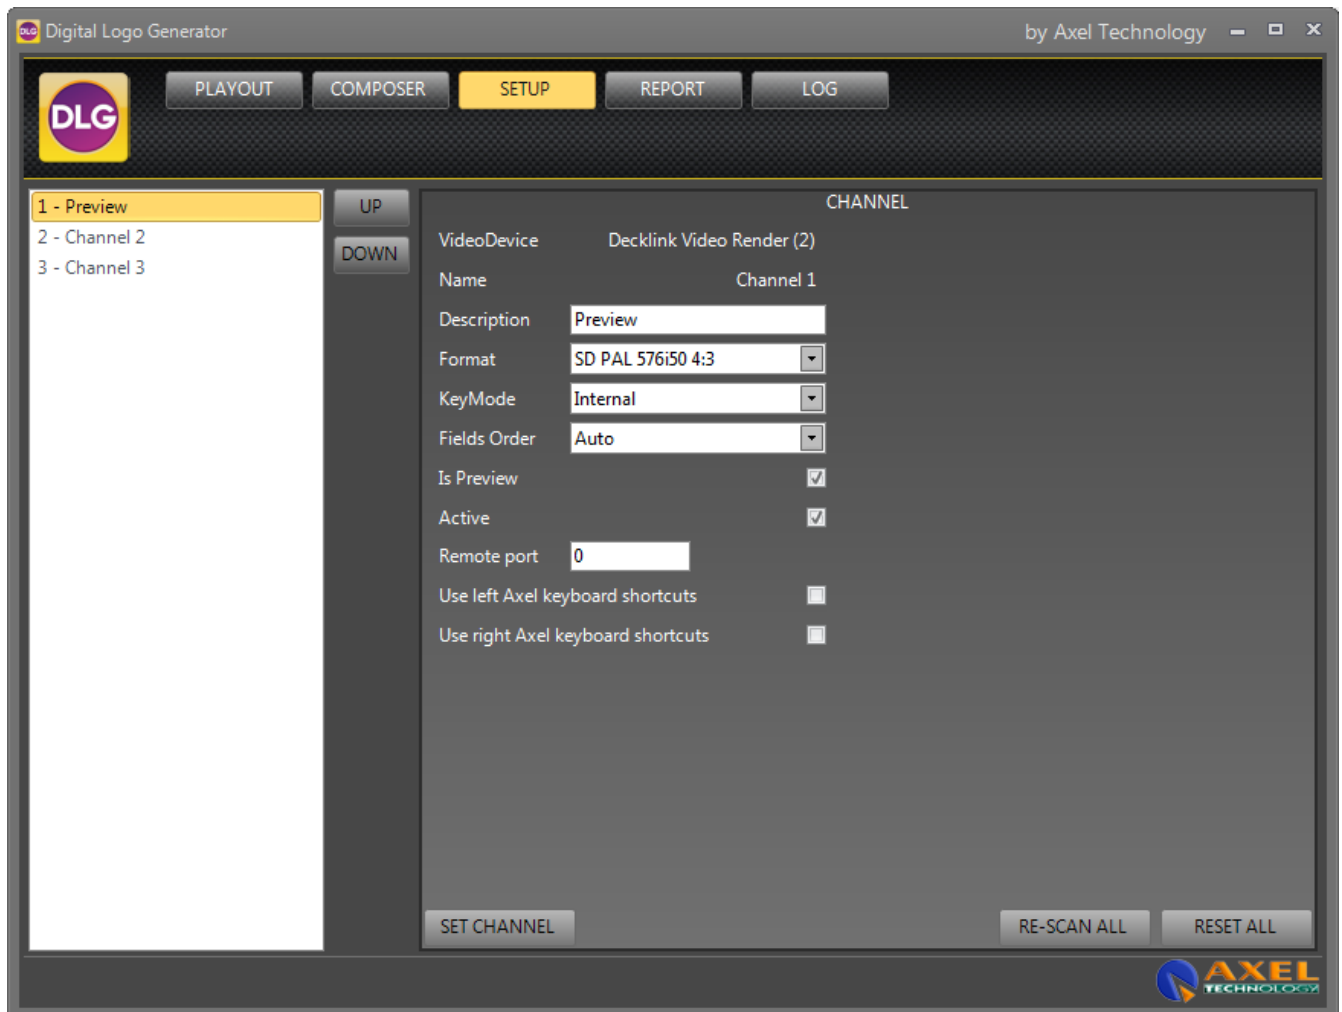 DLG Digital Logo Generator by Axel Technology
DLG
PLAYOUT COMPOSER SETUP REPORT LOG
1 - Preview
2 - Channel 2
3 - Channel 3
UP
DOWN
CHANNEL
VideoDevice Decklink Video Render (2)
Name Channel 1
Description Preview
Format SD PAL 576i50 4:3
KeyMode Internal
Fields Order Auto
Is Preview
Active
Remote port 0
Use left Axel keyboard shortcuts
Use right Axel keyboard shortcuts
SET CHANNEL RE-SCAN ALL RESET ALL
AXEL
TECHNOLOGY